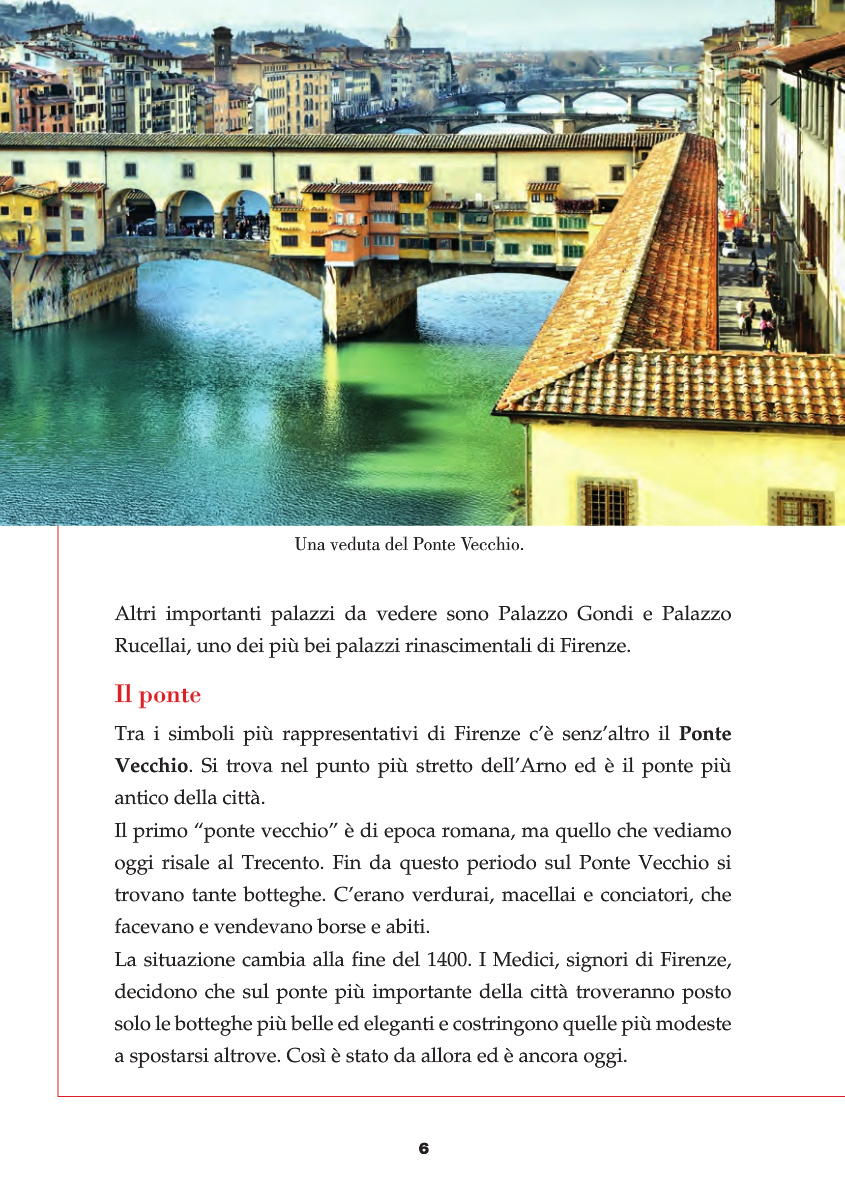 Una veduta del Ponte Vecchio.
Altri importanti palazzi da vedere sono Palazzo Gondi e Palazzo
Rucellai, uno dei più bei palazzi rinascimentali di Firenze.
Il ponte
Tra i simboli più rappresentativi di Firenze c’è senz’altro il Ponte
Vecchio. Si trova nel punto più stretto dell’Arno ed è il ponte più
antico della città.
Il primo “ponte vecchio” è di epoca romana, ma quello che vediamo
oggi risale al Trecento. Fin da questo periodo sul Ponte Vecchio si
trovano tante botteghe. C’erano verdurai, macellai e conciatori, che
facevano e vendevano borse e abiti.
La situazione cambia alla fine del 1400. I Medici, signori di Firenze,
decidono che sul ponte più importante della città troveranno posto
solo le botteghe più belle ed eleganti e costringono quelle più modeste
a spostarsi altrove. Così è stato da allora ed è ancora oggi.
6